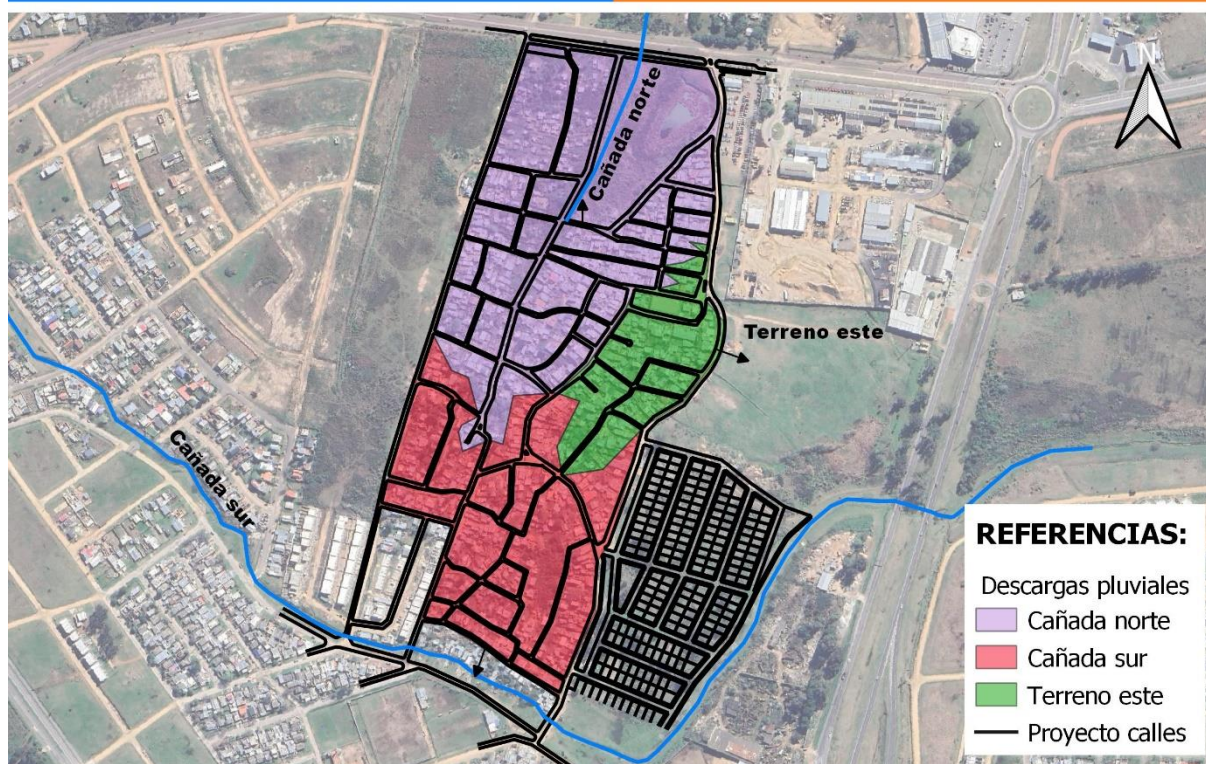 N
Cañada norte
Terreno este
Cañada sur
REFERENCIAS:
Descargas pluviales
Cañada norte
Cañada sur
Terreno este
Proyecto calles